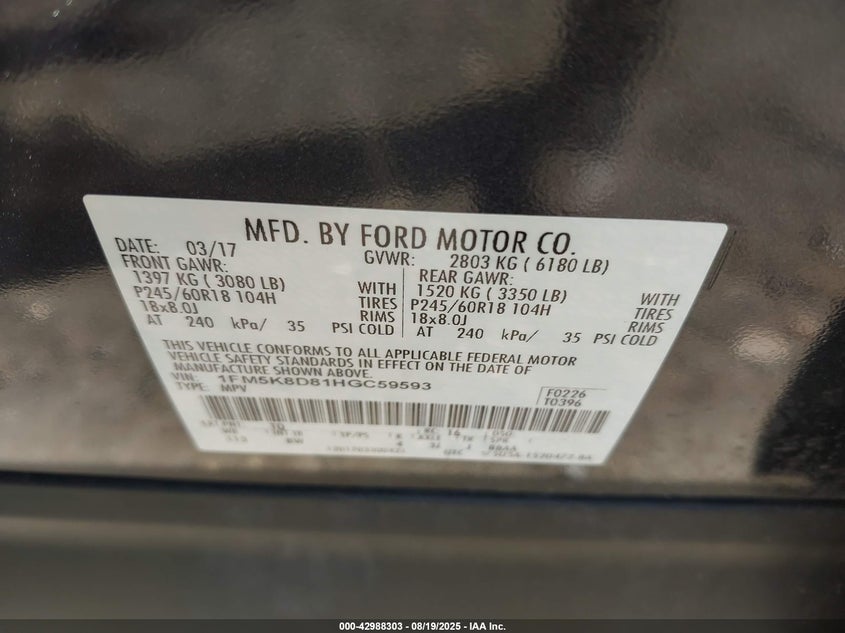 MFD. BY FORD MOTOR CO.
DATE: 03/17
GVWR: 2803 KG ( 6180 LB)
FRONT GAWR:
1397 KG ( 3080 LB)
WITH
P245/60R18 104H
TIRES
18x8.0J
RIMS
AT 240 kPa/ 35 PSI COLD
REAR GAWR:
1520 KG ( 3350 LB)
WITH
P245/60R18 104H
TIRES
18x8.0J
RIMS
AT 240 kPa/ 35 PSI COLD
THIS VEHICLE CONFORMS TO ALL APPLICABLE FEDERAL MOTOR
VEHICLE SAFETY STANDARDS IN EFFECT ON THE DATE OF
MANUFACTURE SHOWN ABOVE.
VIN: 1FM5K8D81HGC59593
TYPE: MPV
F0226
T0396
000-42988303 - 08/19/2025 - IAA Inc.